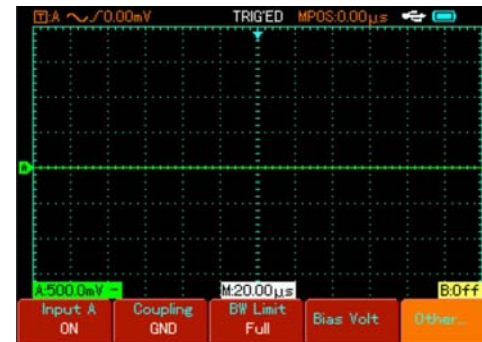 T:A 0.00mV TRIG'ED MPOS:0.00μs
A:500.0mV M:20.00μs B:Off
Input A Coupling BW Limit Bias Volt Other...
ON GND Full